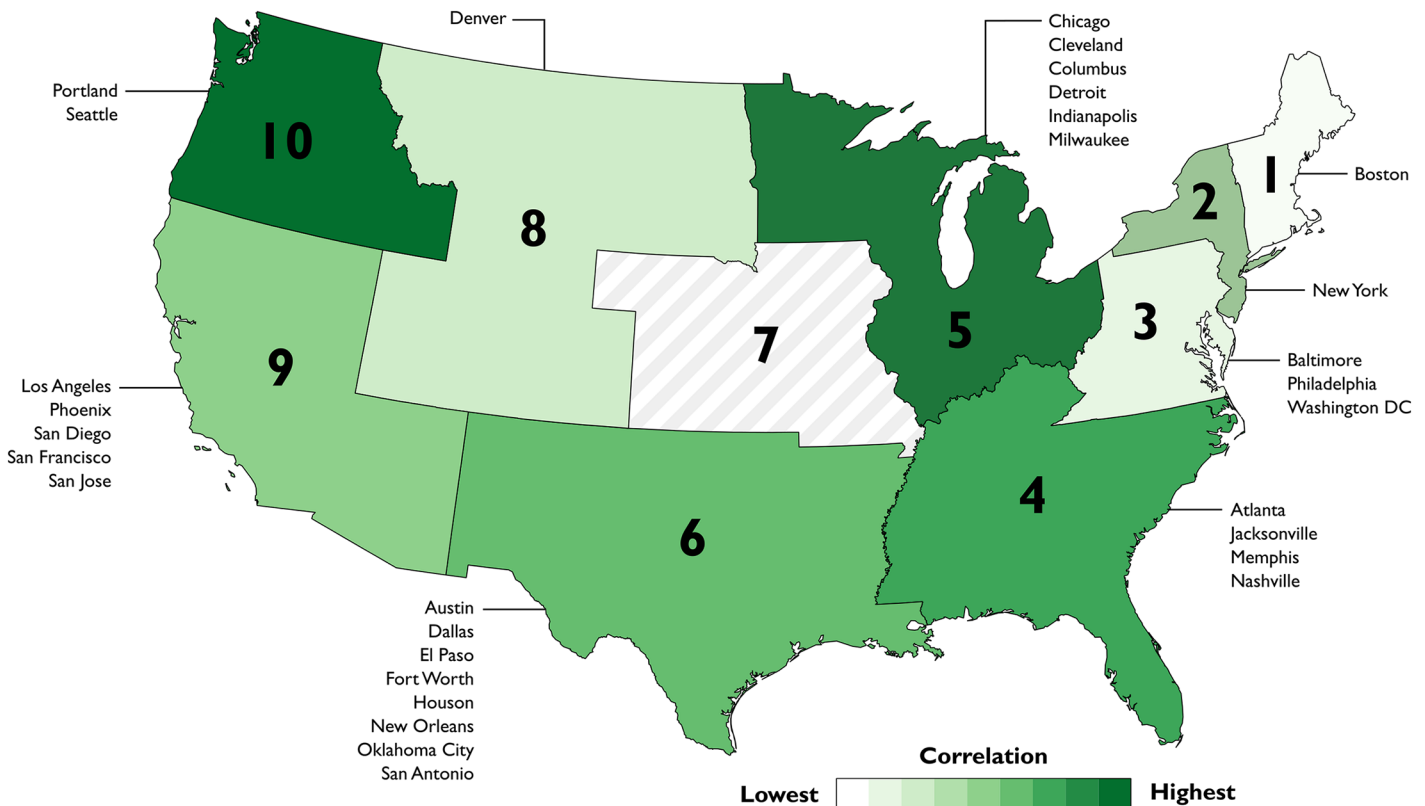 Denver
Chicago
Cleveland
Columbus
Detroit
Indianapolis
Milwaukee
Portland
Seattle
10
8
2
1
Boston
New York
7
5
3
9
Baltimore
Philadelphia
Washington DC
Los Angeles
Phoenix
San Diego
San Francisco
San Jose
6
4
Atlanta
Jacksonville
Memphis
Nashville
Austin
Dallas
El Paso
Fort Worth
Houson
New Orleans
Oklahoma City
San Antonio
Correlation
Lowest
Highest